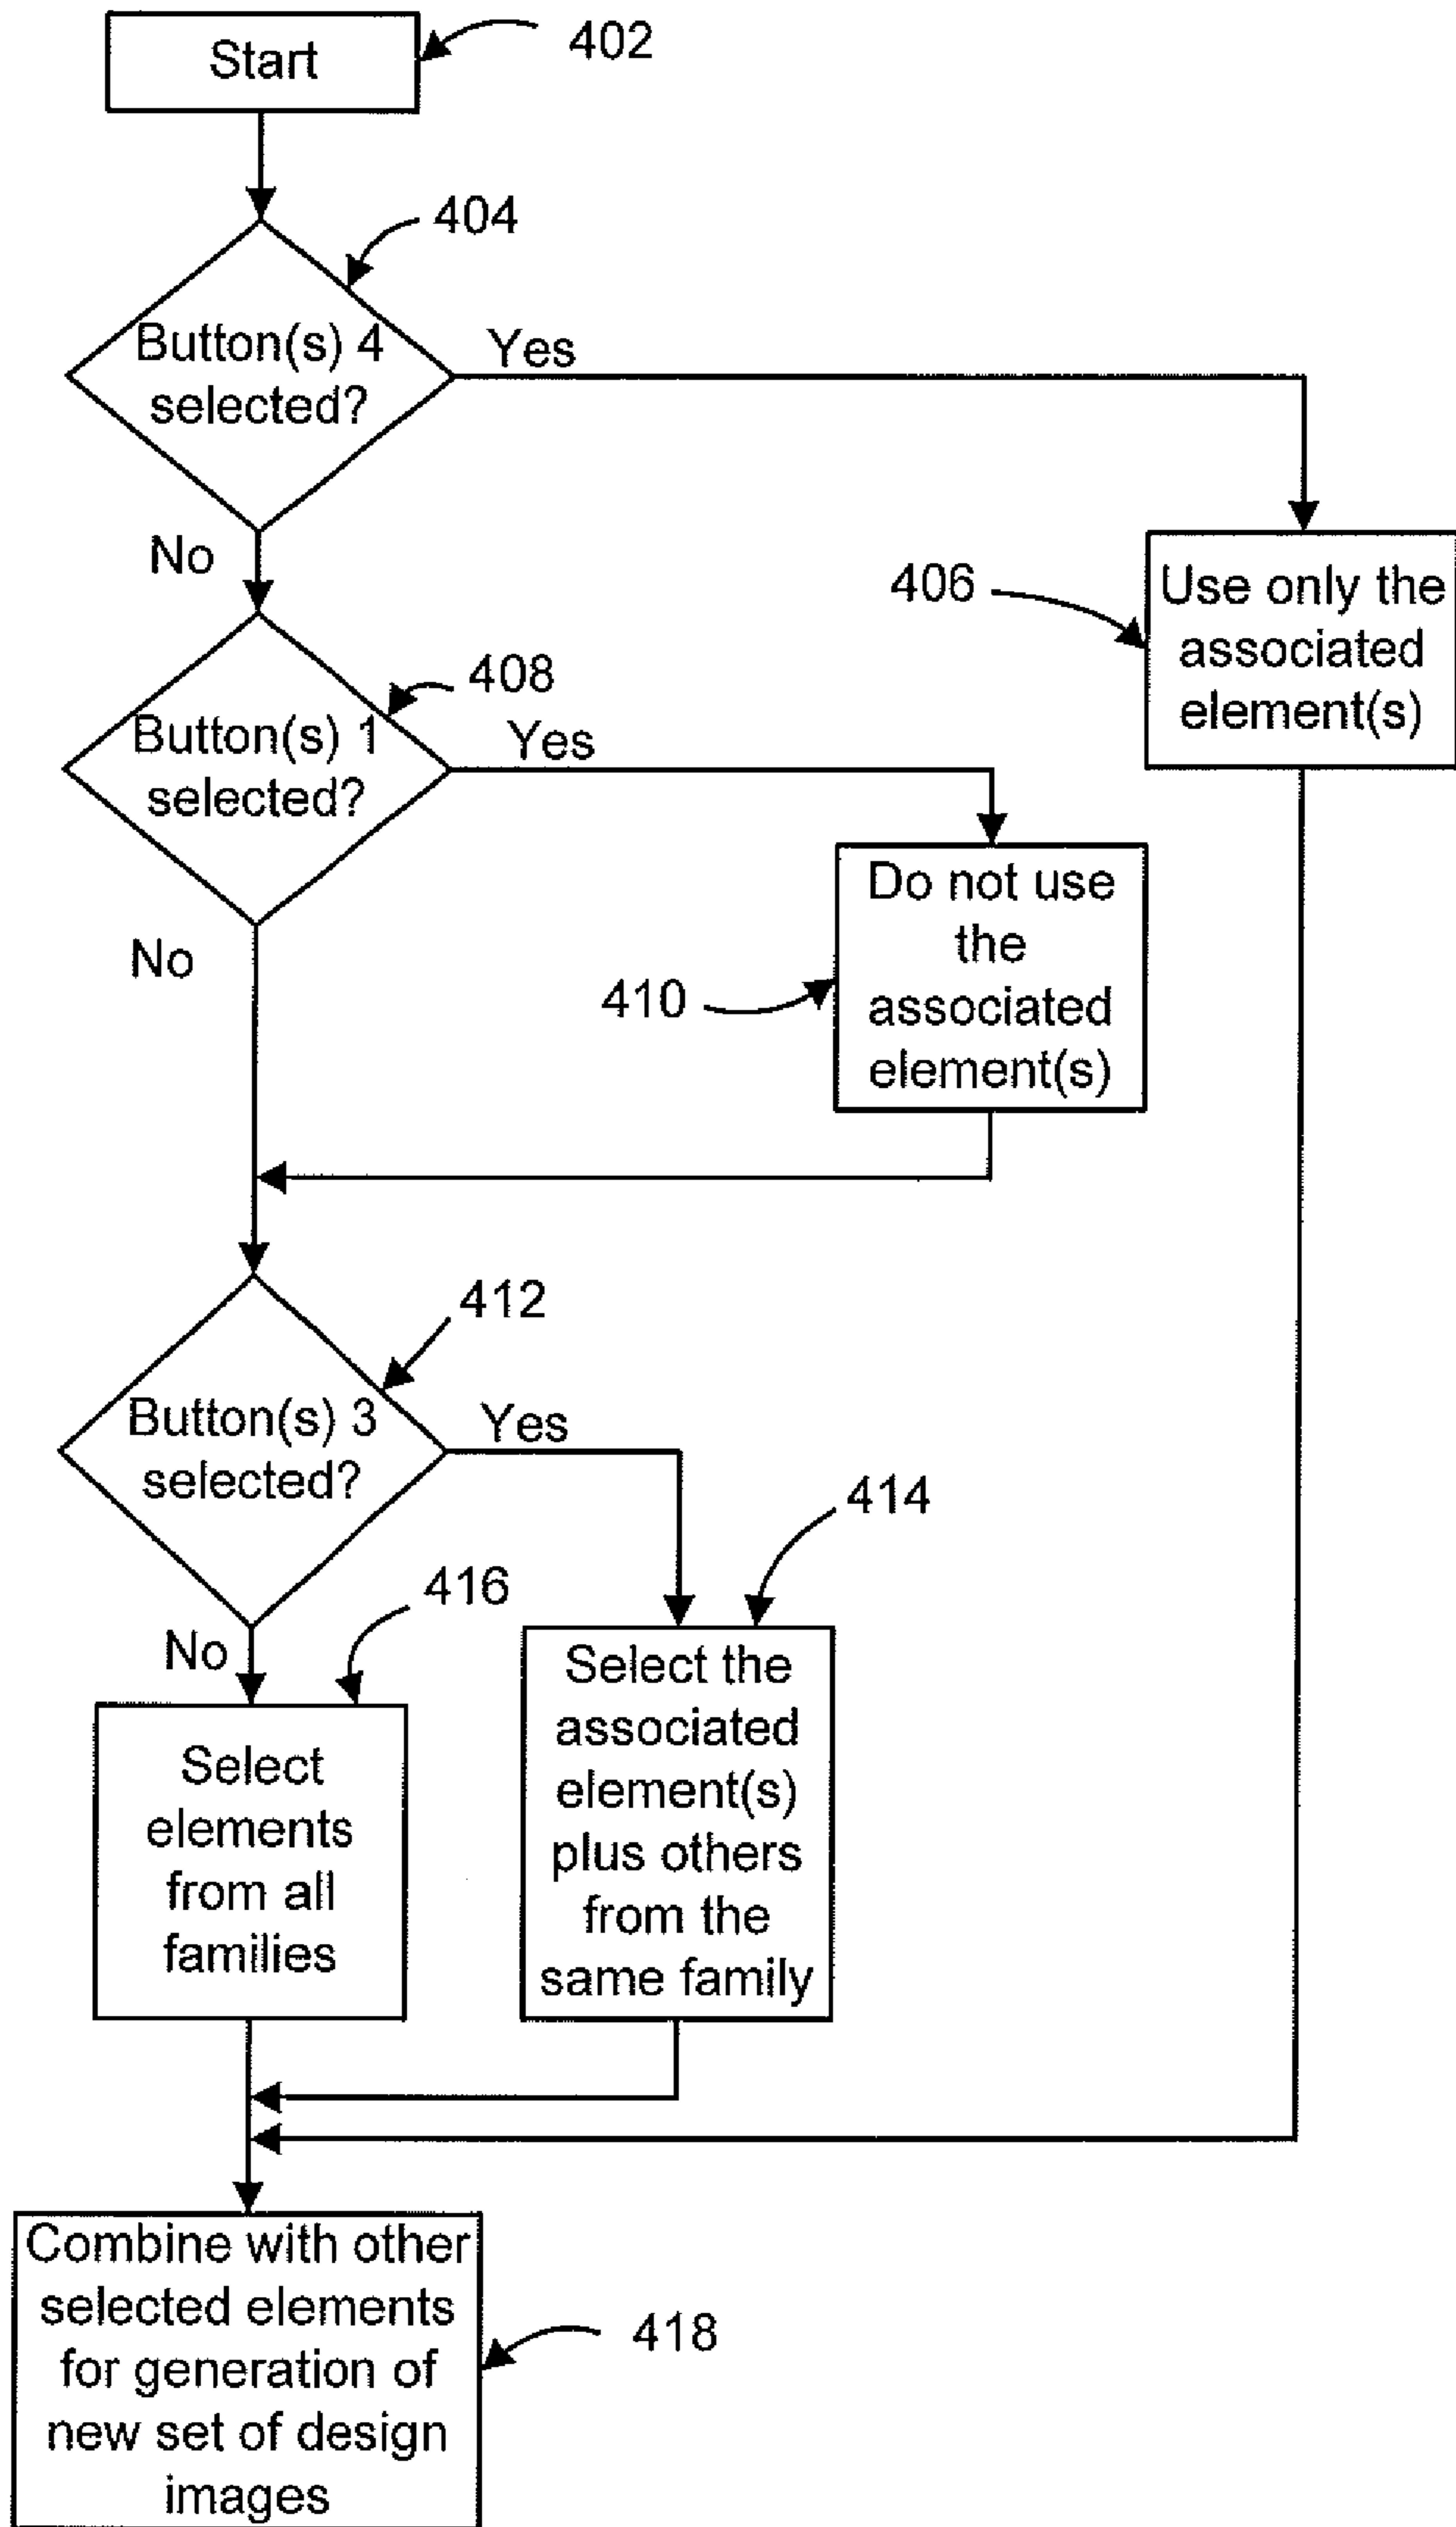 Start
402
404
Button(s) 4
selected?
Yes
No
406
Use only the
associated
element(s)
408
Button(s) 1
selected?
Yes
No
410
Do not use
the
associated
element(s)
412
Button(s) 3
selected?
Yes
No
414
416
Select the
associated
element(s)
plus others
from the
same family
Select
elements
from all
families
Combine with other
selected elements
for generation of
new set of design
images
418